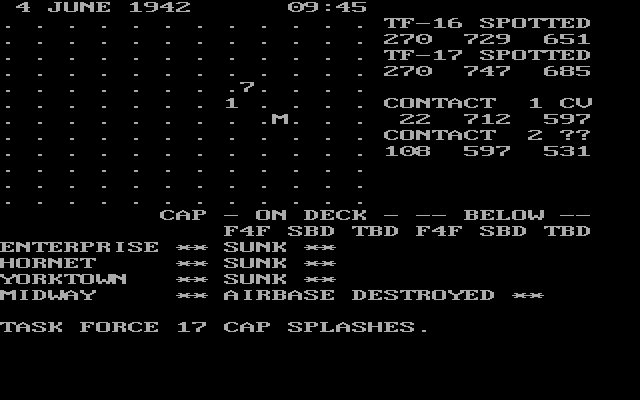 4 JUNE 1942 09:45
. . . . . . . . . . . . TF-16 SPOTTED
. . . . . . . . . . . . 270 729 651
. . . . . . . . . . . . TF-17 SPOTTED
. . . . . . . . . . . . 270 747 685
. . . . . . . .7. . . .
. . . . . . . 1 . . . . CONTACT 1 CV
. . . . . . . . .M. . . 22 712 597
. . . . . . . . . . . . CONTACT 2 ??
. . . . . . . . . . . . 108 597 531
. . . . . . . . . . . .
. . . . . . . . . . . .
. . . . . . . . . . . .
CAP - ON DECK - -- BELOW --
F4F SBD TBD F4F SBD TBD
ENTERPRISE ** SUNK **
HORNET ** SUNK **
YORKTOWN ** SUNK **
MIDWAY ** AIRBASE DESTROYED **
TASK FORCE 17 CAP SPLASHES.